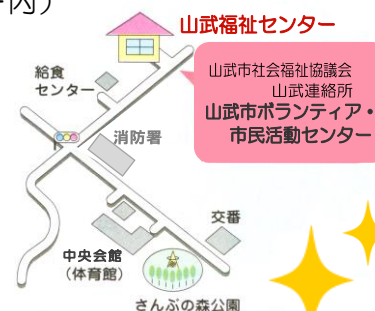 内）
山武福祉センター
山武市社会福祉協議会
山武連絡所
山武市ボランティア・
市民活動センター
給食
センター
消防署
交番
中央会館
（体育館）
さんぶの森公園